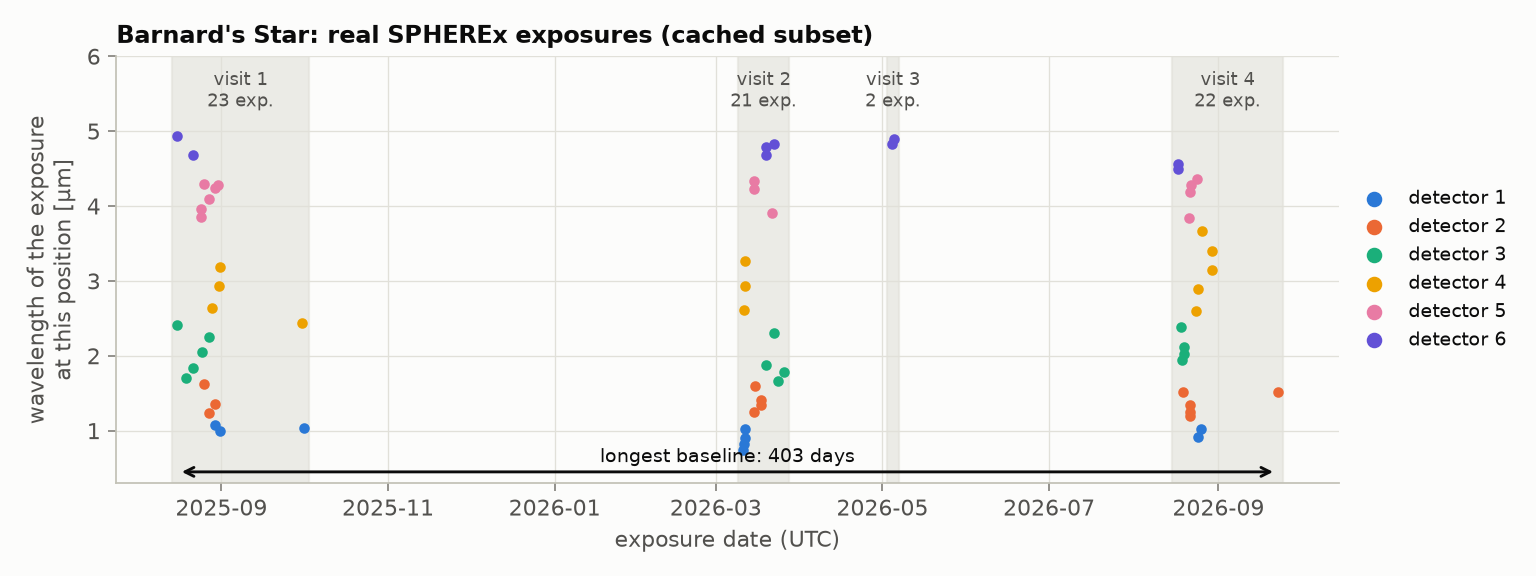 Barnard's Star: real SPHEREx exposures (cached subset)
visit 1
23 exp.
visit 2
21 exp.
visit 3
2 exp.
visit 4
22 exp.
wavelength of the exposure
at this position [µm]
6
5
4
3
2
1
longest baseline: 403 days
2025-09
2025-11
2026-01
2026-03
2026-05
2026-07
2026-09
exposure date (UTC)
detector 1
detector 2
detector 3
detector 4
detector 5
detector 6